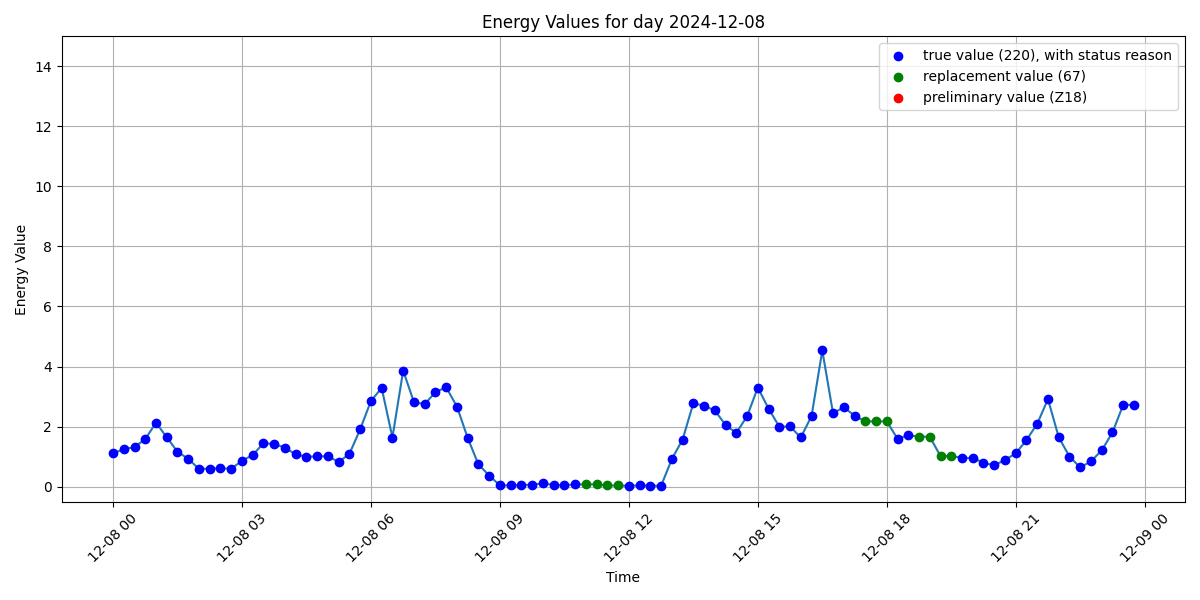 Energy Values for day 2024-12-08
true value (220), with status reason
replacement value (67)
preliminary value (Z18)
Energy Value
14
12
10
8
6
4
2
0
12-08 00
12-08 03
12-08 06
12-08 09
12-08 12
12-08 15
12-08 18
12-08 21
12-09 00
Time